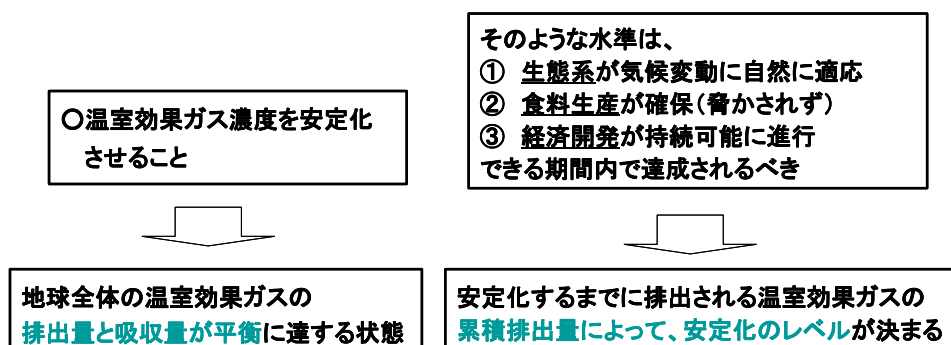 〇温室効果ガス濃度を安定化
させること
そのような水準は、
① 生態系が気候変動に自然に適応
② 食料生産が確保(脅かされず)
③ 経済開発が持続可能に進行
できる期間内で達成されるべき
地球全体の温室効果ガスの
排出量と吸収量が平衡に達する状態
安定化するまでに排出される温室効果ガスの
累積排出量によって、安定化のレベルが決まる